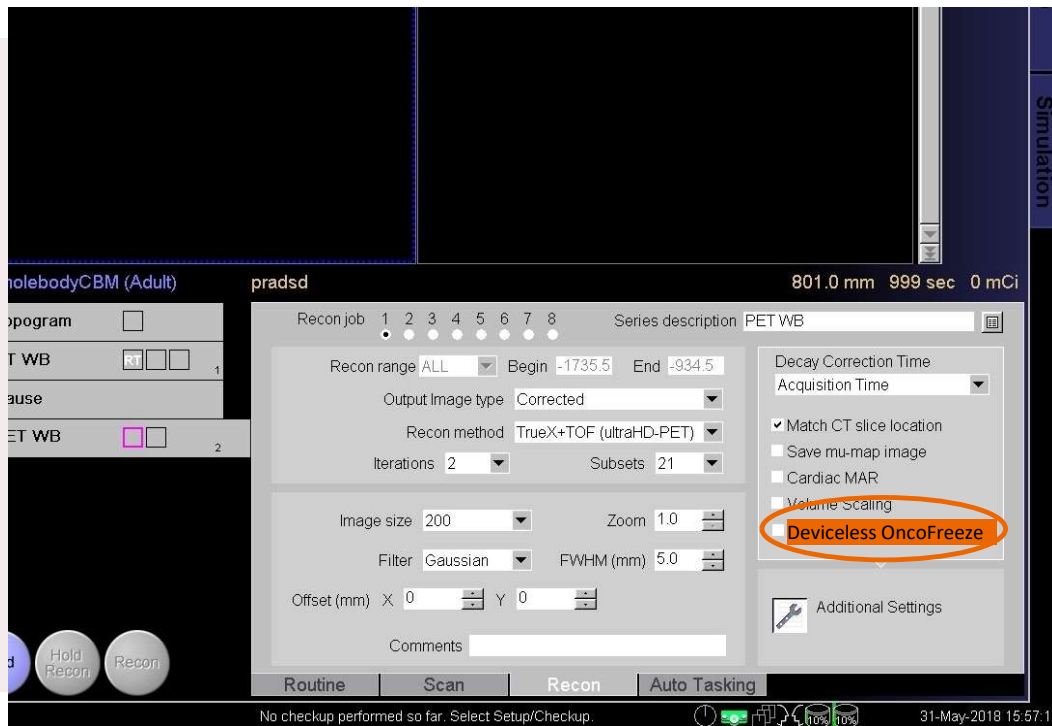 Simulation
holebodyCBM (Adult)
pradsd
801.0 mm 999 sec 0 mCi
opogram
T WB RT 1
ause
ET WB 2
Recon job 1 2 3 4 5 6 7 8
Series description PET WB
Recon range ALL Begin -1735.5 End -934.5
Output Image type Corrected
Recon method TrueX+TOF (ultraHD-PET)
Iterations 2 Subsets 21
Image size 200 Zoom 1.0
Filter Gaussian FWHM (mm) 5.0
Offset (mm) X 0 Y 0
Comments
Decay Correction Time
Acquisition Time
Match CT slice location
Save mu-map image
Cardiac MAR
Volume Scaling
Deviceless OncoFreeze
Additional Settings
d
Hold
Recon
Recon
Routine Scan Recon Auto Tasking
No checkup performed so far. Select Setup/Checkup.
10% 10%
31-May-2018 15:57:1